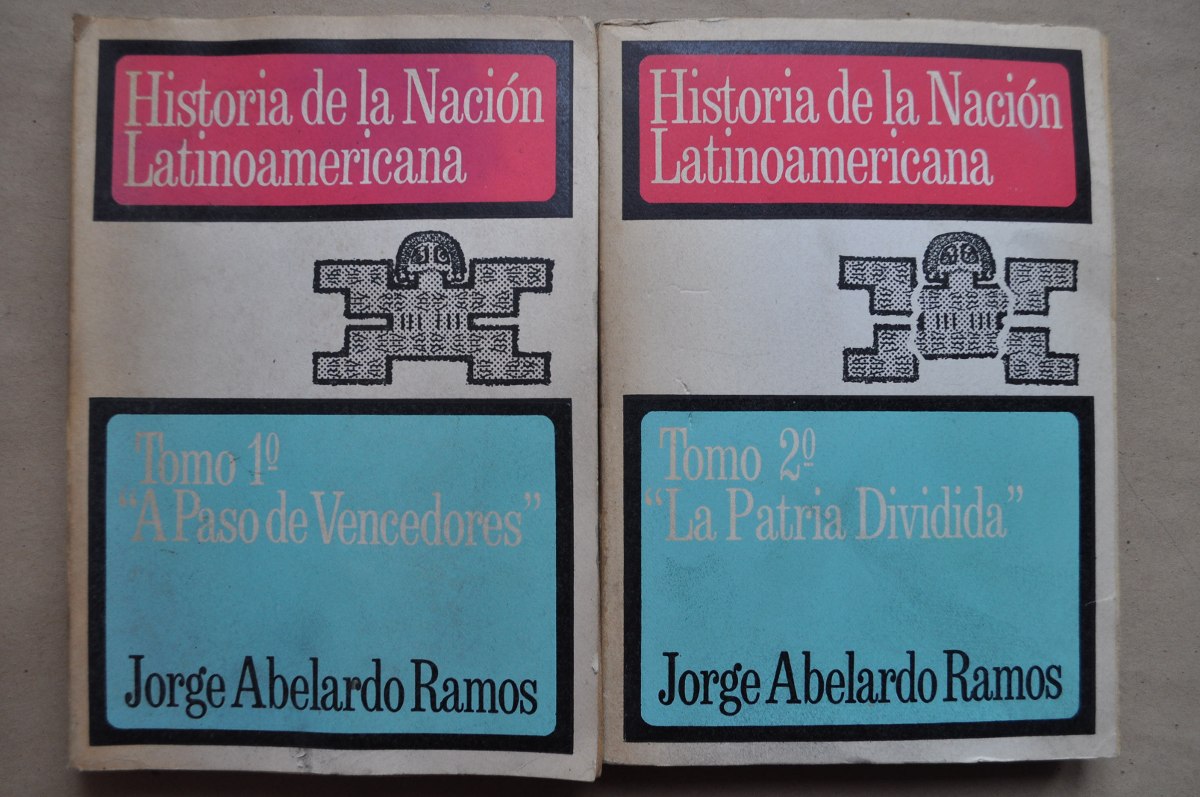 Historia de la Nación
Latinoamericana
Tomo 1º
"A Paso de Vencedores"
Jorge Abelardo Ramos
Historia de la Nación
Latinoamericana
Tomo 2º
"La Patria Dividida"
Jorge Abelardo Ramos